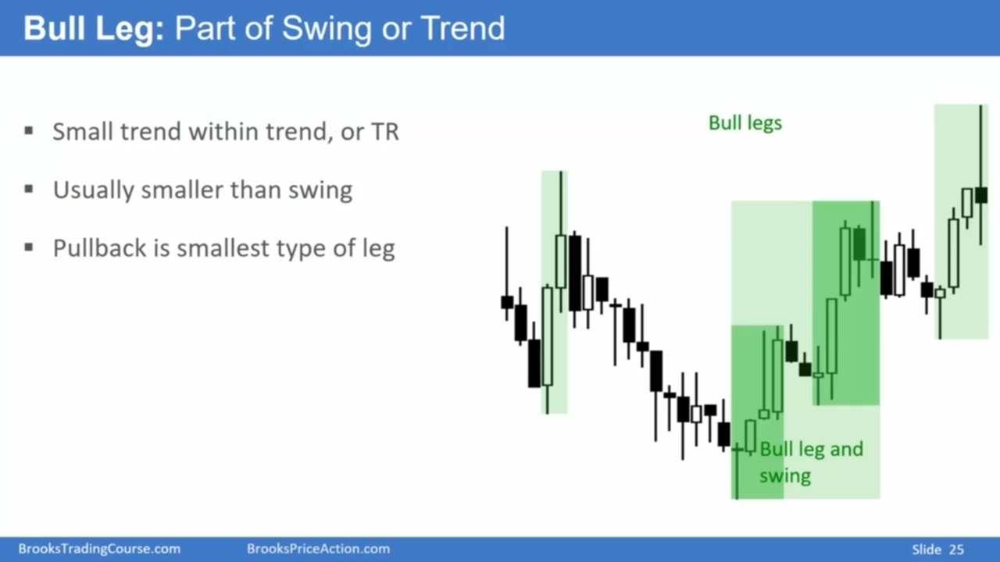 Bull Leg: Part of Swing or Trend
▪ Small trend within trend, or TR
▪ Usually smaller than swing
▪ Pullback is smallest type of leg
Bull legs
Bull leg and
swing
BrooksTradingCourse.com
BrooksPriceAction.com
Slide 25